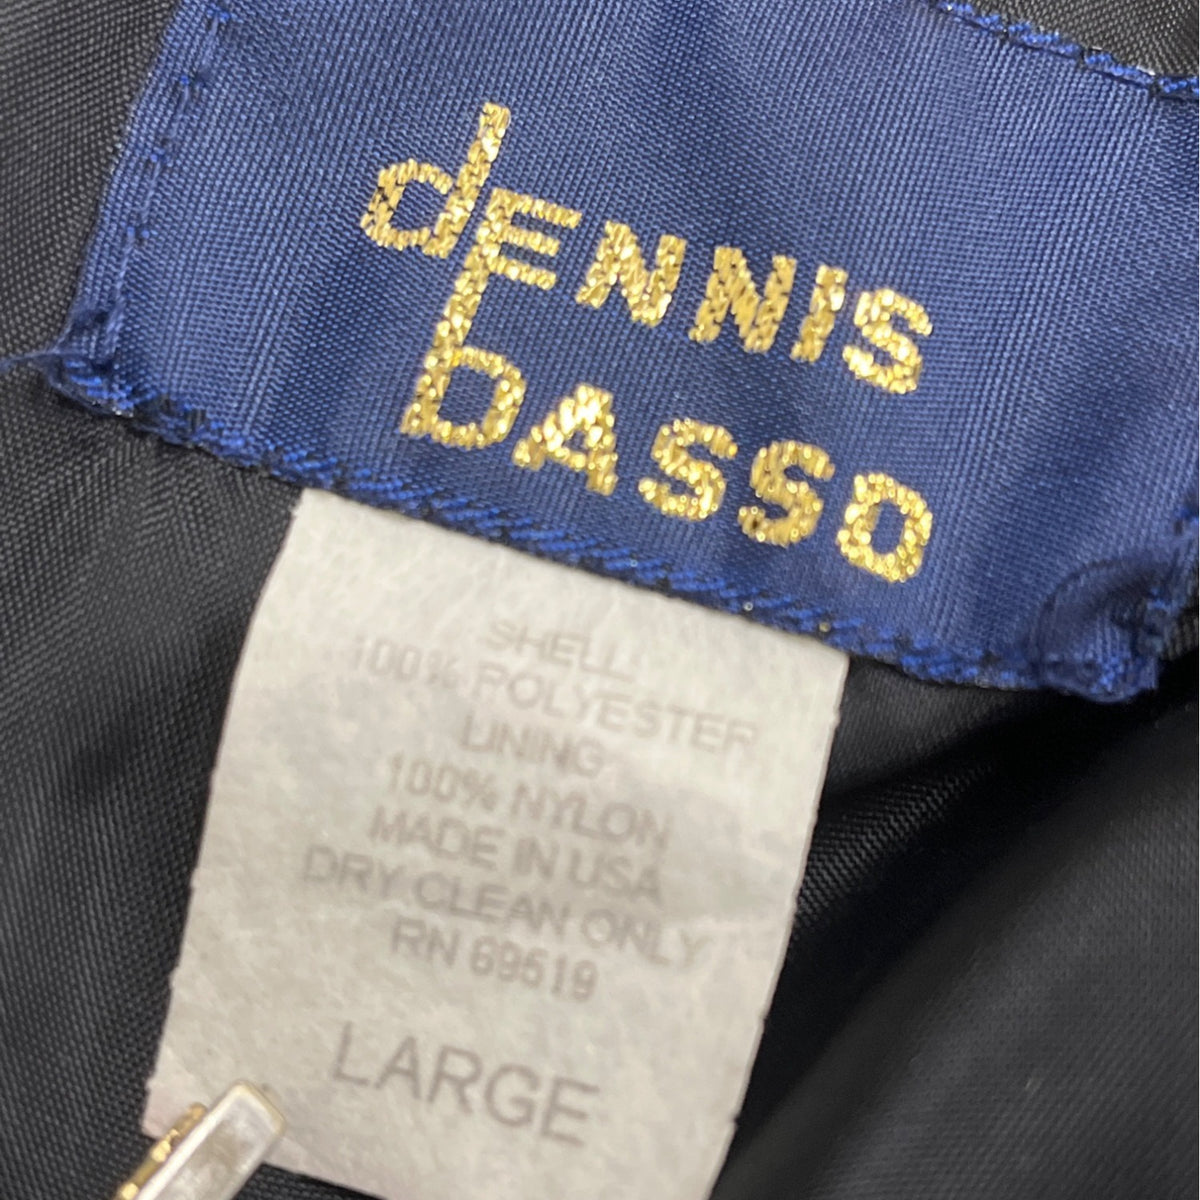 dENNIS
bASSO
SHELL:
100% POLYESTER
LINING
100% NYLON
MADE IN USA
DRY CLEAN ONLY
RN 69519
LARGE